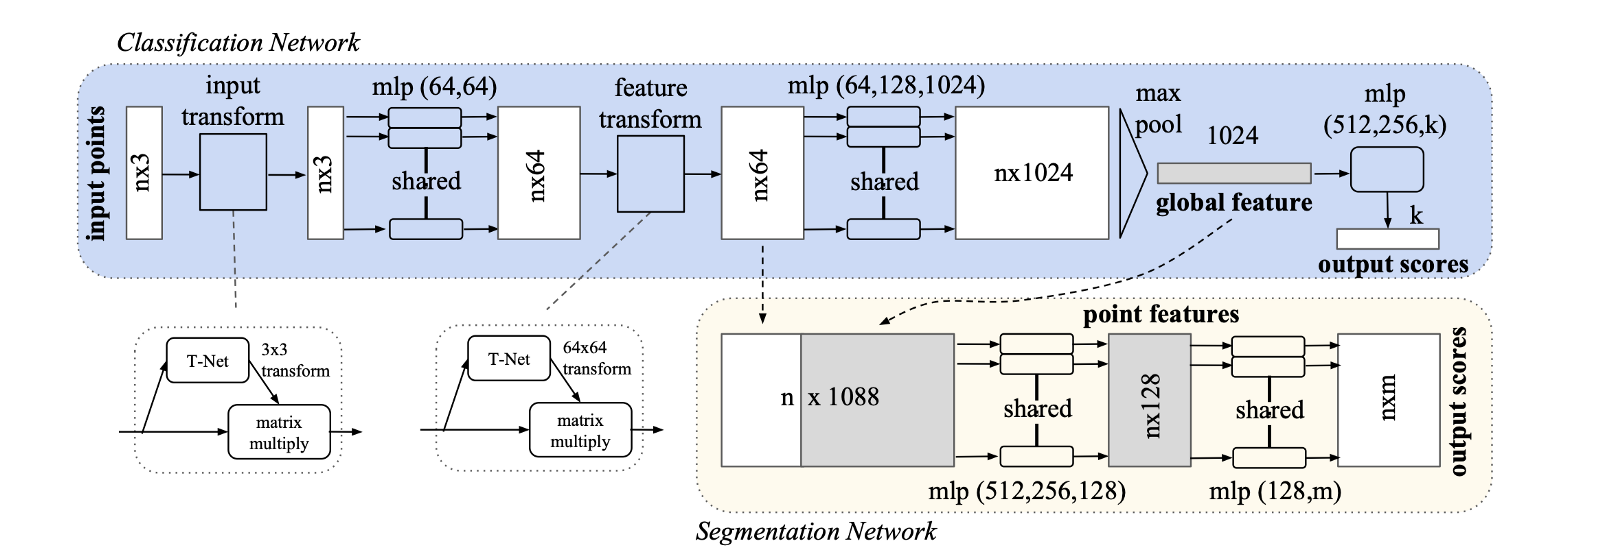 Classification Network
input points
nx3
input
transform
nx3
mlp (64,64)
shared
nx64
feature
transform
nx64
mlp (64,128,1024)
shared
nx1024
max
pool
1024
global feature
mlp
(512,256,k)
k
output scores
T-Net
3x3
transform
matrix
multiply
T-Net
64x64
transform
matrix
multiply
point features
n x 1088
shared
mlp (512,256,128)
nx128
shared
mlp (128,m)
nxm
output scores
Segmentation Network